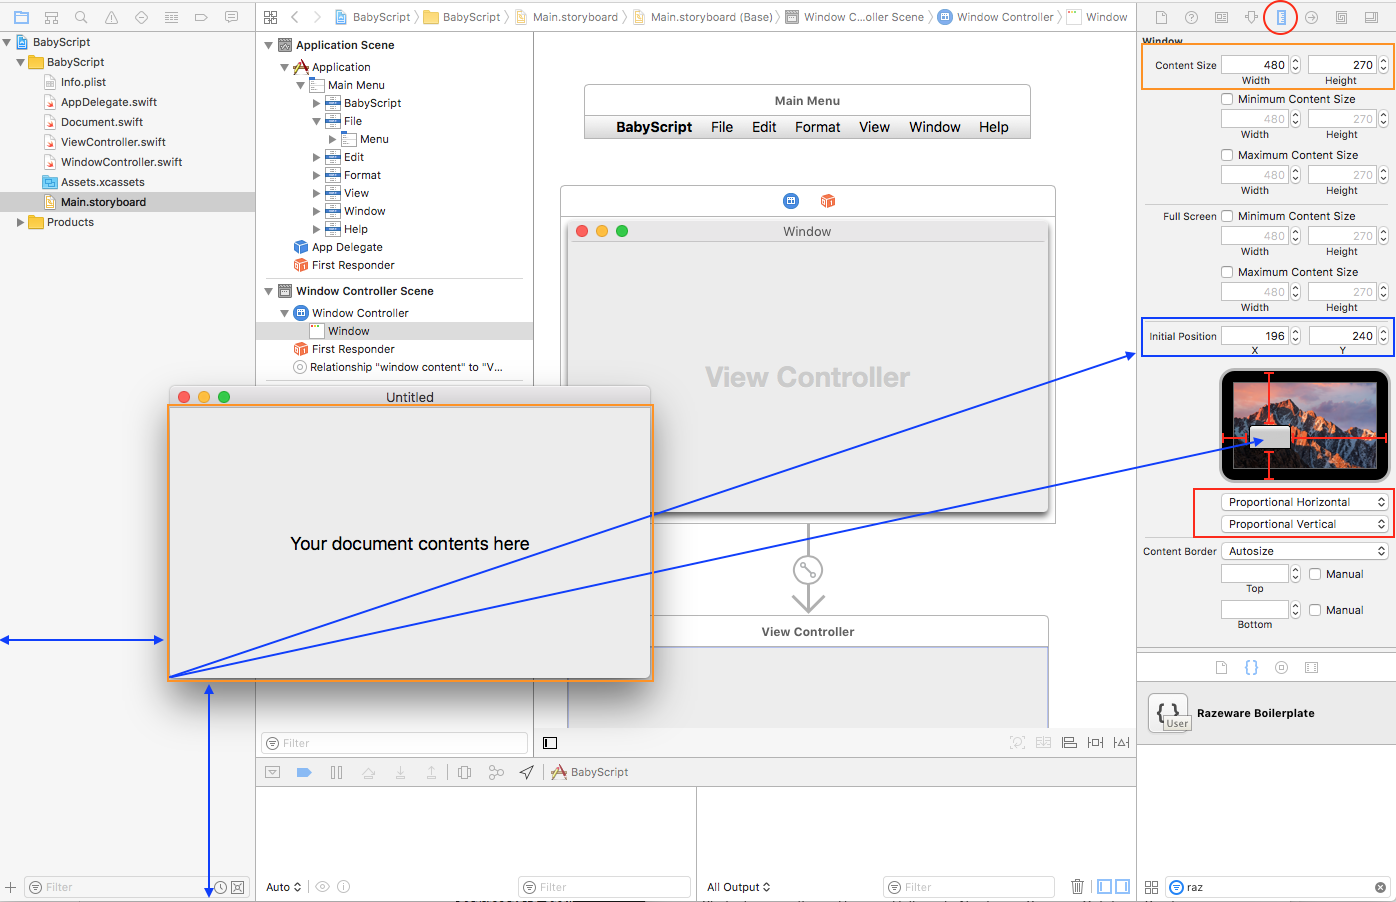 BabyScript
BabyScript
Info.plist
AppDelegate.swift
Document.swift
ViewController.swift
WindowController.swift
Assets.xcassets
Main.storyboard
Products
Filter
BabyScript
BabyScript
Main.storyboard
Main.storyboard (Base)
Window C...oller Scene
Window Controller
Window
Application Scene
Application
Main Menu
BabyScript
File
Menu
Edit
Format
View
Window
Help
App Delegate
First Responder
Window Controller Scene
Window Controller
Window
First Responder
Relationship "window content" to "V...
Filter
Main Menu
BabyScript File Edit Format View Window Help
Window
View Controller
Untitled
Your document contents here
View Controller
BabyScript
Auto
Filter
All Output
Filter
Window
Content Size 480 270
Width Height
Minimum Content Size
480 270
Width Height
Maximum Content Size
480 270
Width Height
Full Screen Minimum Content Size
480 270
Width Height
Maximum Content Size
480 270
Width Height
Initial Position 196 240
X Y
Proportional Horizontal
Proportional Vertical
Content Border Autosize
Manual
Top
Manual
Bottom
{ }
{ }
User
Razeware Boilerplate
raz